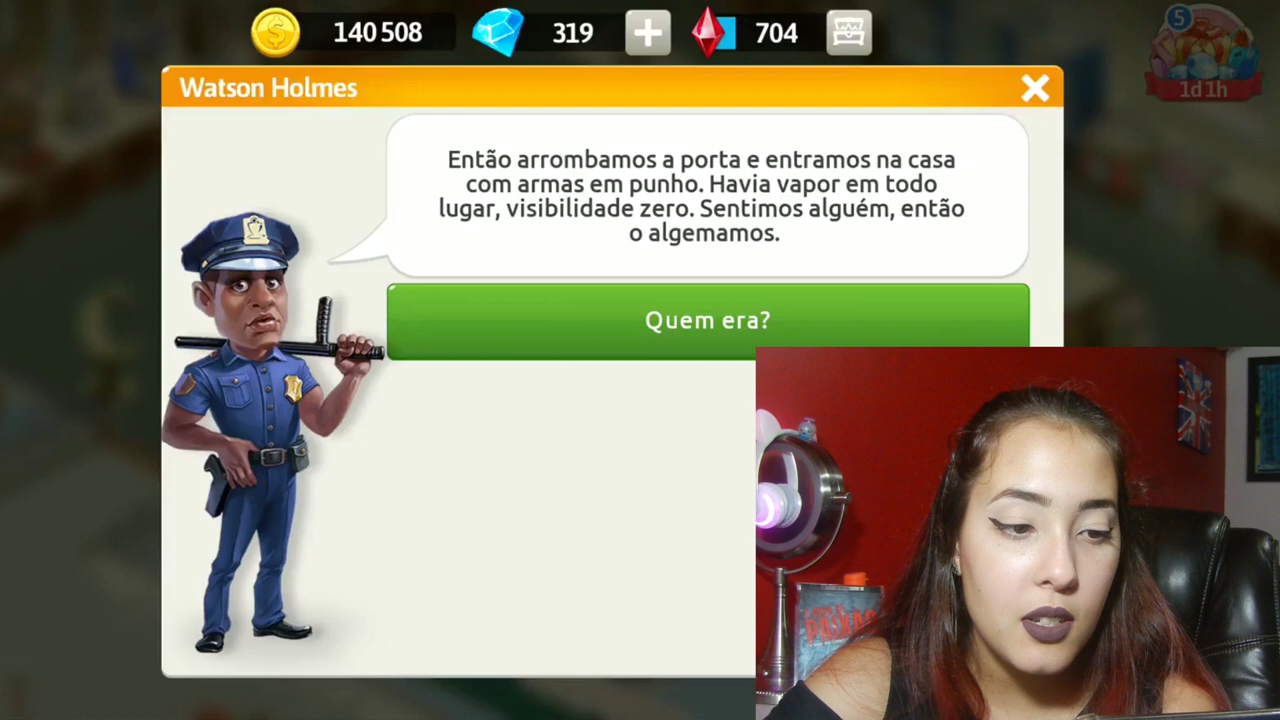 140 508
319
704
5
1d 1h
Watson Holmes
Então arrombamos a porta e entramos na casa
com armas em punho. Havia vapor em todo
lugar, visibilidade zero. Sentimos alguém, então
o algemamos.
Quem era?